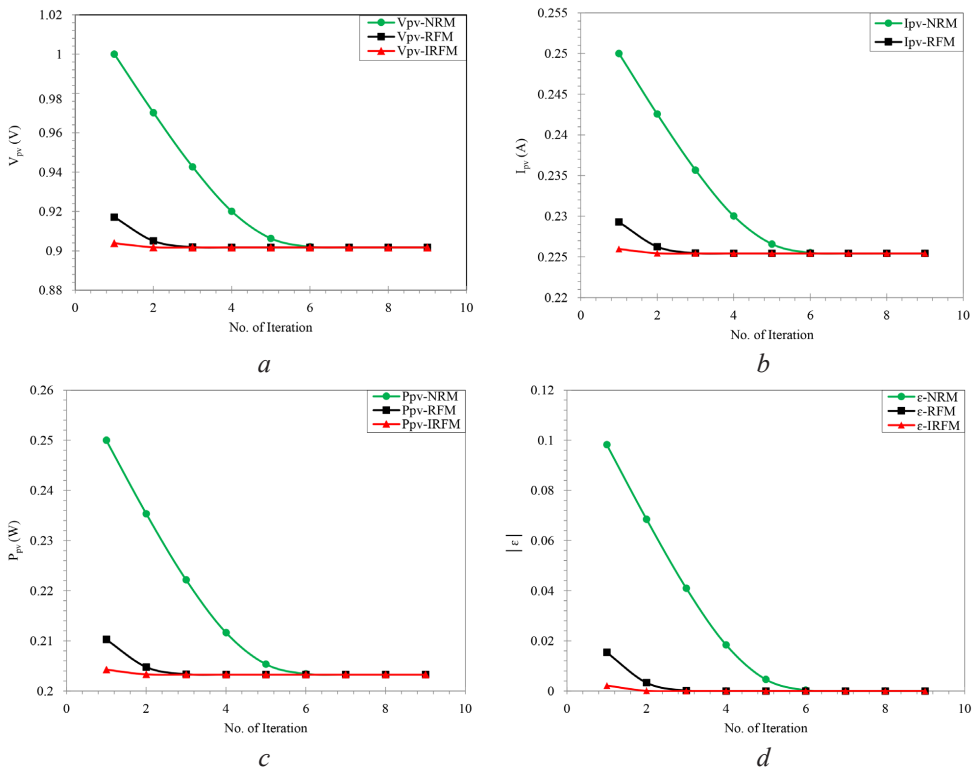 1.02
1
0.98
0.96
0.94
0.92
0.9
0.88
V_pv (V)
0 2 4 6 8 10
No. of Iteration
Vpv-NRM
Vpv-RFM
Vpv-IRFM
a
0.255
0.25
0.245
0.24
0.235
0.23
0.225
0.22
I_pv (A)
0 2 4 6 8 10
No. of Iteration
Ipv-NRM
Ipv-RFM
b
0.26
0.25
0.24
0.23
0.22
0.21
0.2
P_pv (W)
0 2 4 6 8 10
No. of Iteration
Ppv-NRM
Ppv-RFM
Ppv-IRFM
c
0.12
0.1
0.08
0.06
0.04
0.02
0
| ε |
0 2 4 6 8 10
No. of Iteration
ε-NRM
ε-RFM
ε-IRFM
d